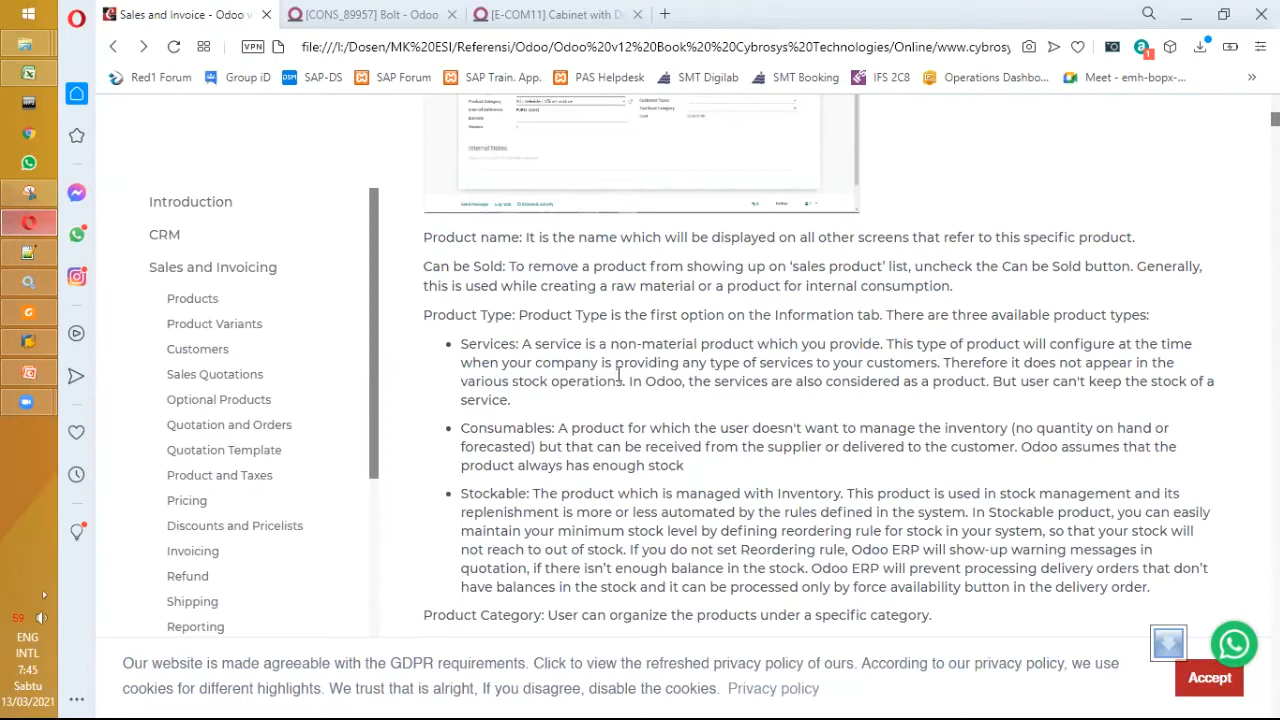 Sales and Invoice - Odoo v
[CONS_89957] Bolt - Odoo
[E-COM11] Cabinet with D
VPN
file:///I:/Dosen/MK%20ESI/Referensi/Odoo/Odoo%20v12%20Book%20%20Cybrosys%20Technologies/Online/www.cybrosy
Red1 Forum
Group iD
SAP-DS
SAP Forum
SAP Train. App.
PAS Helpdesk
SMT Digilab
SMT Booking
IFS 2C8
Operations Dashbo...
Meet - emh-bopx-...
Product Category
Internal Reference
Internal Notes
Introduction
CRM
Sales and Invoicing
Products
Product Variants
Customers
Sales Quotations
Optional Products
Quotation and Orders
Quotation Template
Product and Taxes
Pricing
Discounts and Pricelists
Invoicing
Refund
Shipping
Reporting
Product name: It is the name which will be displayed on all other screens that refer to this specific product.
Can be Sold: To remove a product from showing up on ‘sales product’ list, uncheck the Can be Sold button. Generally,
this is used while creating a raw material or a product for internal consumption.
Product Type: Product Type is the first option on the Information tab. There are three available product types:
Services: A service is a non-material product which you provide. This type of product will configure at the time
when your company is providing any type of services to your customers. Therefore it does not appear in the
various stock operations. In Odoo, the services are also considered as a product. But user can't keep the stock of a
service.
Consumables: A product for which the user doesn't want to manage the inventory (no quantity on hand or
forecasted) but that can be received from the supplier or delivered to the customer. Odoo assumes that the
product always has enough stock
Stockable: The product which is managed with Inventory. This product is used in stock management and its
replenishment is more or less automated by the rules defined in the system. In Stockable product, you can easily
maintain your minimum stock level by defining reordering rule for stock in your system, so that your stock will
not reach to out of stock. If you do not set Reordering rule, Odoo ERP will show-up warning messages in
quotation, if there isn’t enough balance in the stock. Odoo ERP will prevent processing delivery orders that don’t
have balances in the stock and it can be processed only by force availability button in the delivery order.
Product Category: User can organize the products under a specific category.
Our website is made agreeable with the GDPR requirements. Click to view the refreshed privacy policy of ours. According to our privacy policy, we use
cookies for different highlights. We trust that is alright, If you disagree, disable the cookies. Privacy policy
Accept
59
ENG
INTL
7:45
Sabtu
13/03/2021